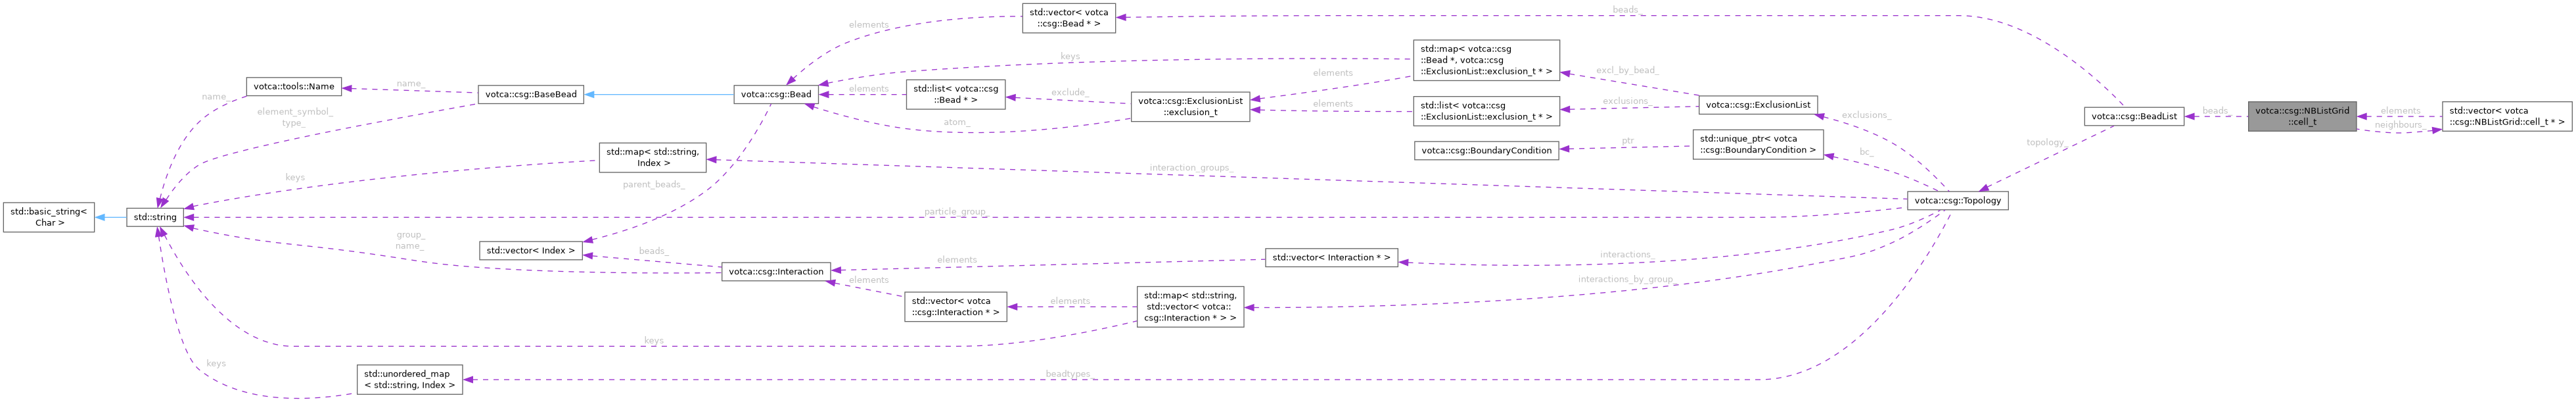 std::vector< votca
::csg::Bead * >
beads_
elements
std::map< votca::csg
::Bead *, votca::csg
::ExclusionList::exclusion_t * >
keys
elements
excl_by_bead_
votca::tools::Name
name_
votca::csg::BaseBead
votca::csg::Bead
elements
std::list< votca::csg
::Bead * >
exclude_
votca::csg::ExclusionList
::exclusion_t
elements
std::list< votca::csg
::ExclusionList::exclusion_t * >
exclusions_
votca::csg::ExclusionList
name_
element_symbol_
type_
atom_
exclusions_
votca::csg::BeadList
beads_
votca::csg::NBListGrid
::cell_t
elements
neighbours_
std::vector< votca
::csg::NBListGrid::cell_t * >
std::map< std::string,
Index >
votca::csg::BoundaryCondition
ptr
std::unique_ptr< votca
::csg::BoundaryCondition >
bc_
topology_
keys
parent_beads_
interaction_groups_
votca::csg::Topology
std::basic_string<
Char >
std::string
particle_group_
group_
name_
std::vector< Index >
beads_
votca::csg::Interaction
elements
std::vector< Interaction * >
interactions_
elements
std::vector< votca
::csg::Interaction * >
elements
std::map< std::string,
std::vector< votca::
csg::Interaction * > >
interactions_by_group_
keys
keys
std::unordered_map
< std::string, Index >
beadtypes_